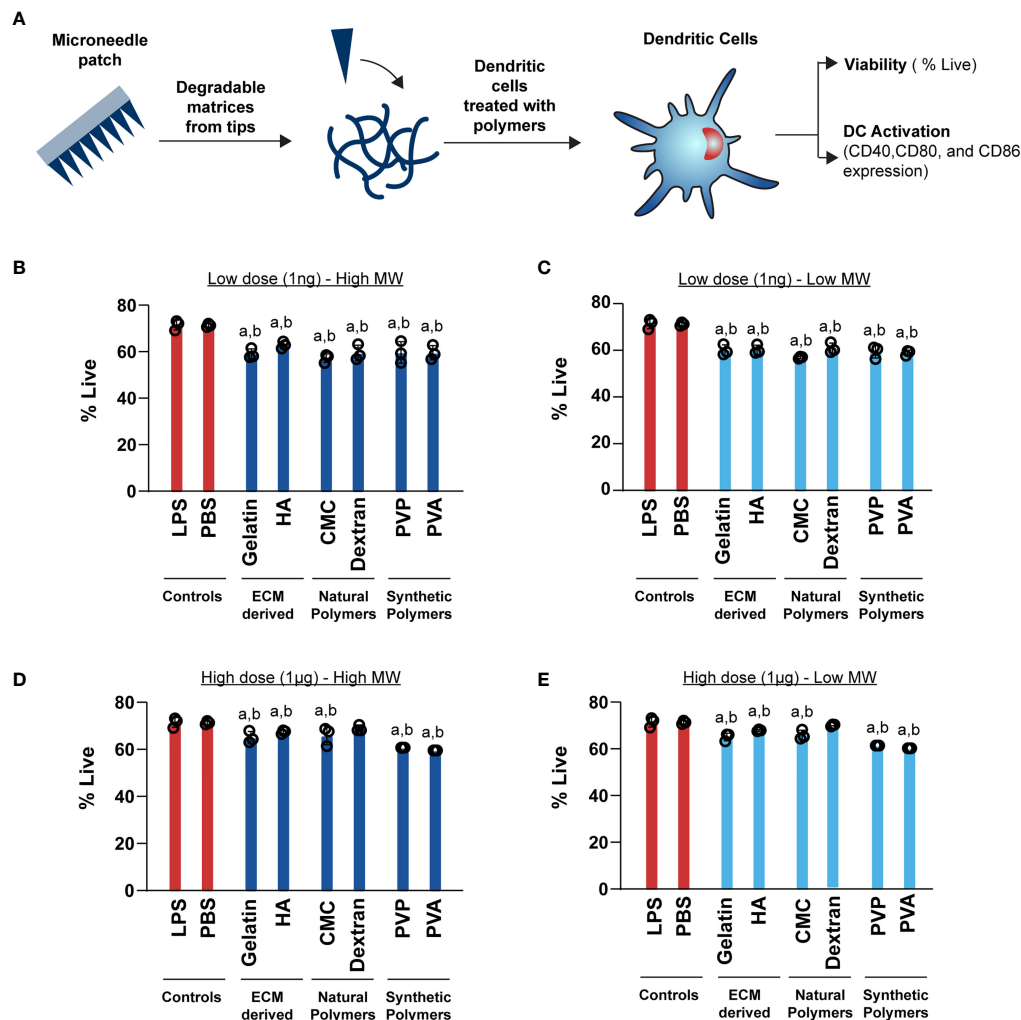 A
Microneedle
patch
Degradable
matrices
from tips
Dendritic
cells
treated with
polymers
Dendritic Cells
Viability ( % Live)
DC Activation
(CD40,CD80, and CD86
expression)
B
Low dose (1ng) - High MW
% Live
80
60
40
20
0
a,b
a,b
a,b
a,b
a,b
a,b
LPS
PBS
Gelatin
HA
CMC
Dextran
PVP
PVA
Controls
ECM
derived
Natural
Polymers
Synthetic
Polymers
C
Low dose (1ng) - Low MW
% Live
80
60
40
20
0
a,b
a,b
a,b
a,b
a,b
a,b
LPS
PBS
Gelatin
HA
CMC
Dextran
PVP
PVA
Controls
ECM
derived
Natural
Polymers
Synthetic
Polymers
D
High dose (1µg) - High MW
% Live
80
60
40
20
0
a,b
a,b
a,b
a,b
a,b
LPS
PBS
Gelatin
HA
CMC
Dextran
PVP
PVA
Controls
ECM
derived
Natural
Polymers
Synthetic
Polymers
E
High dose (1µg) - Low MW
% Live
80
60
40
20
0
a,b
a,b
a,b
a,b
a,b
LPS
PBS
Gelatin
HA
CMC
Dextran
PVP
PVA
Controls
ECM
derived
Natural
Polymers
Synthetic
Polymers